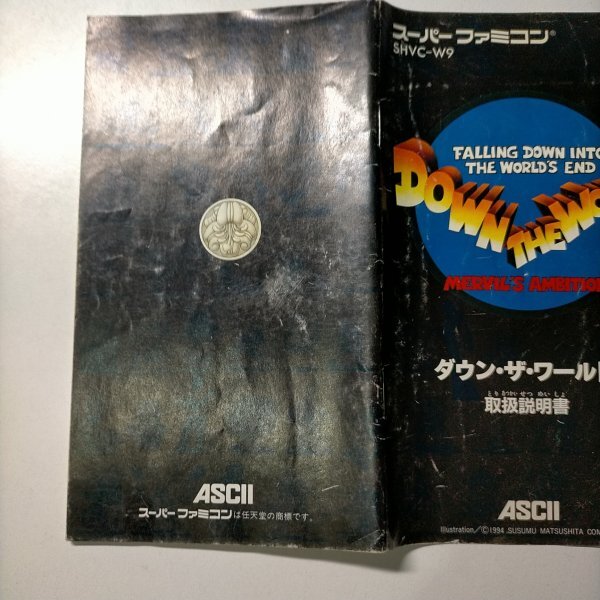 ASCII
スーパーファミコンは任天堂の商標です。
スーパーファミコン®
SHVC-W9
FALLING DOWN INTO
THE WORLD'S END
DOWN THE WO
MERVIL'S AMBITION
ダウン・ザ・ワールド
とりあつかいせつめいしょ
取扱説明書
ASCII
Illustration/©1994 .SUSUMU MATSUSHITA COM